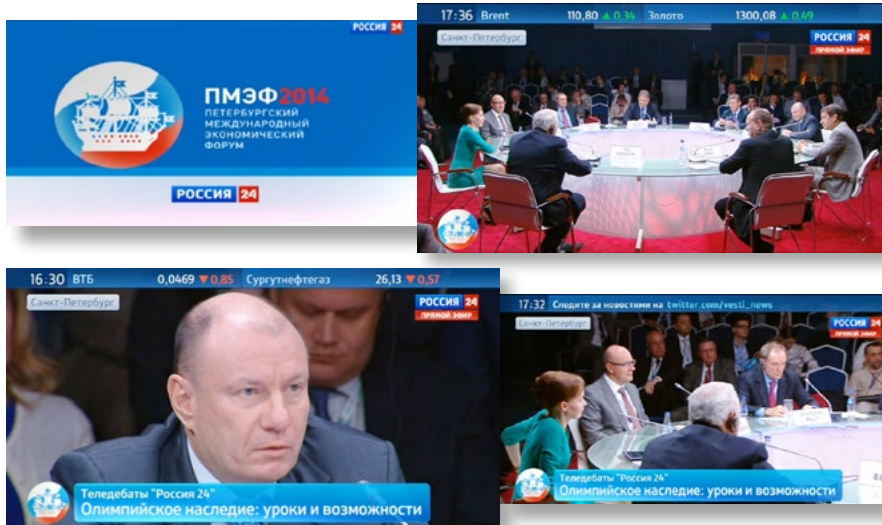 РОССИЯ 24
ПМЭФ2014
ПЕТЕРБУРГСКИЙ
МЕЖДУНАРОДНЫЙ
ЭКОНОМИЧЕСКИЙ
ФОРУМ
РОССИЯ 24
17:36 Brent 110,80 ▲ 0,34 Золото 1300,08 ▲ 0,49
Санкт-Петербург
РОССИЯ 24
ПРЯМОЙ ЭФИР
16:30 ВТБ 0,0469 ▼ 0,85 Сургутнефтегаз 26,13 ▼ 0,57
Санкт-Петербург
РОССИЯ 24
ПРЯМОЙ ЭФИР
Теледебаты "Россия 24"
Олимпийское наследие: уроки и возможности
17:32 Следите за новостями на twitter.com/vesti_news
Санкт-Петербург
РОССИЯ 24
ПРЯМОЙ ЭФИР
Теледебаты "Россия 24"
Олимпийское наследие: уроки и возможности